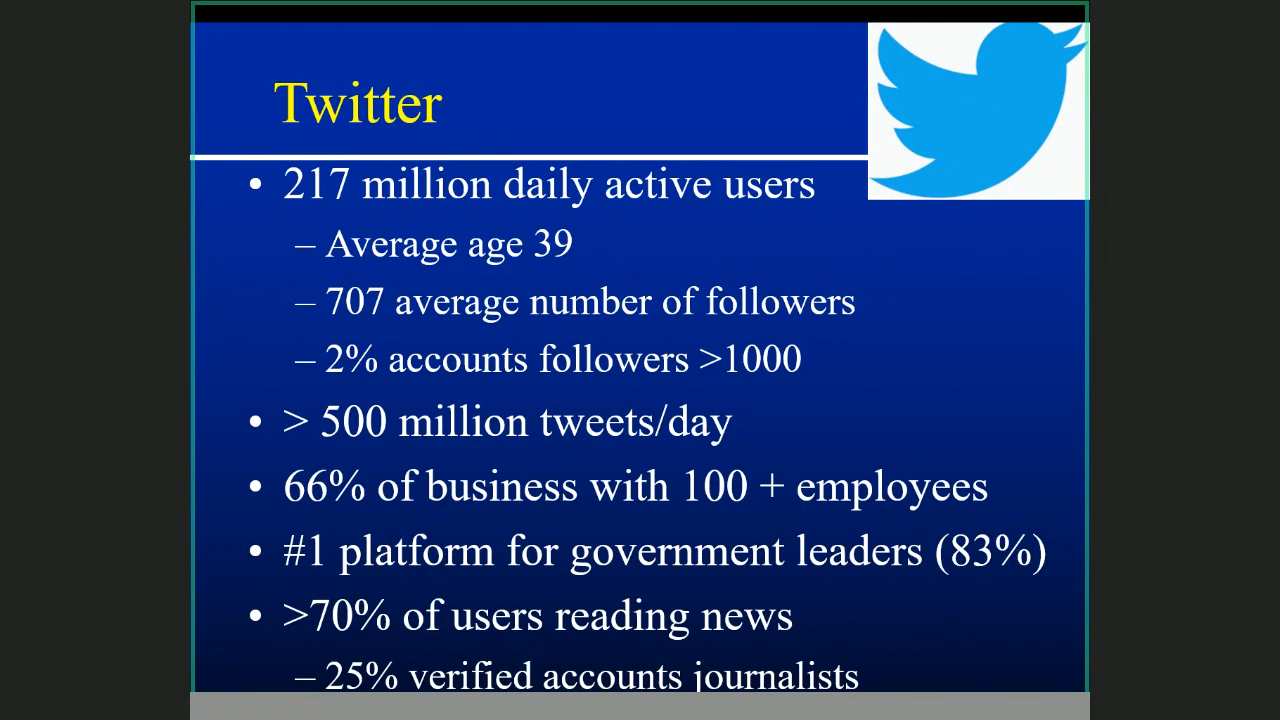 Twitter
• 217 million daily active users
– Average age 39
– 707 average number of followers
– 2% accounts followers >1000
• > 500 million tweets/day
• 66% of business with 100 + employees
• #1 platform for government leaders (83%)
• >70% of users reading news
– 25% verified accounts journalists